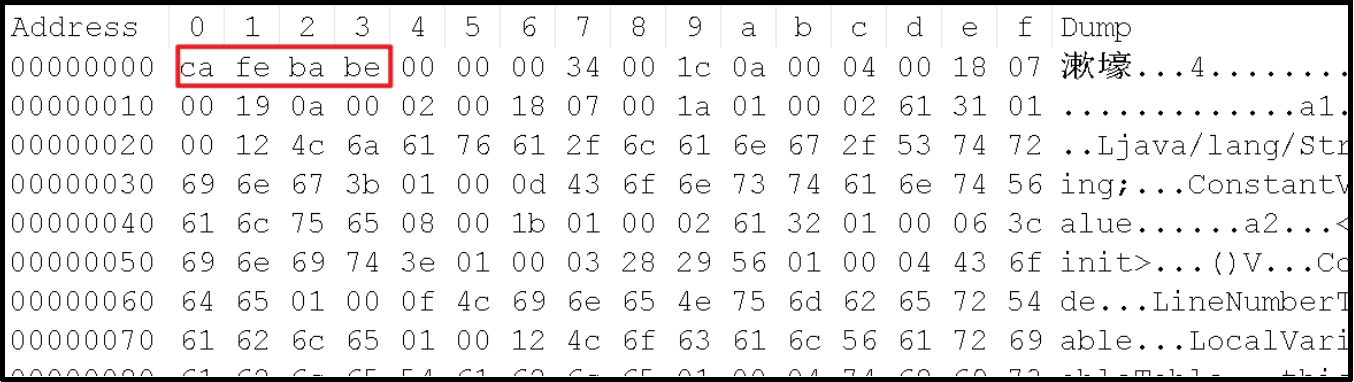 Address 0 1 2 3 4 5 6 7 8 9 a b c d e f Dump
00000000 ca fe ba be 00 00 00 34 00 1c 0a 00 04 00 18 07 漱壕...4........
00000010 00 19 0a 00 02 00 18 07 00 1a 01 00 02 61 31 01 .............a1.
00000020 00 12 4c 6a 61 76 61 2f 6c 61 6e 67 2f 53 74 72 ..Ljava/lang/Str
00000030 69 6e 67 3b 01 00 0d 43 6f 6e 73 74 61 6e 74 56 ing;...ConstantV
00000040 61 6c 75 65 08 00 1b 01 00 02 61 32 01 00 06 3c alue......a2...<
00000050 69 6e 69 74 3e 01 00 03 28 29 56 01 00 04 43 6f init>...()V...Co
00000060 64 65 01 00 0f 4c 69 6e 65 4e 75 6d 62 65 72 54 de...LineNumberT
00000070 61 62 6c 65 01 00 12 4c 6f 63 61 6c 56 61 72 69 able...LocalVari